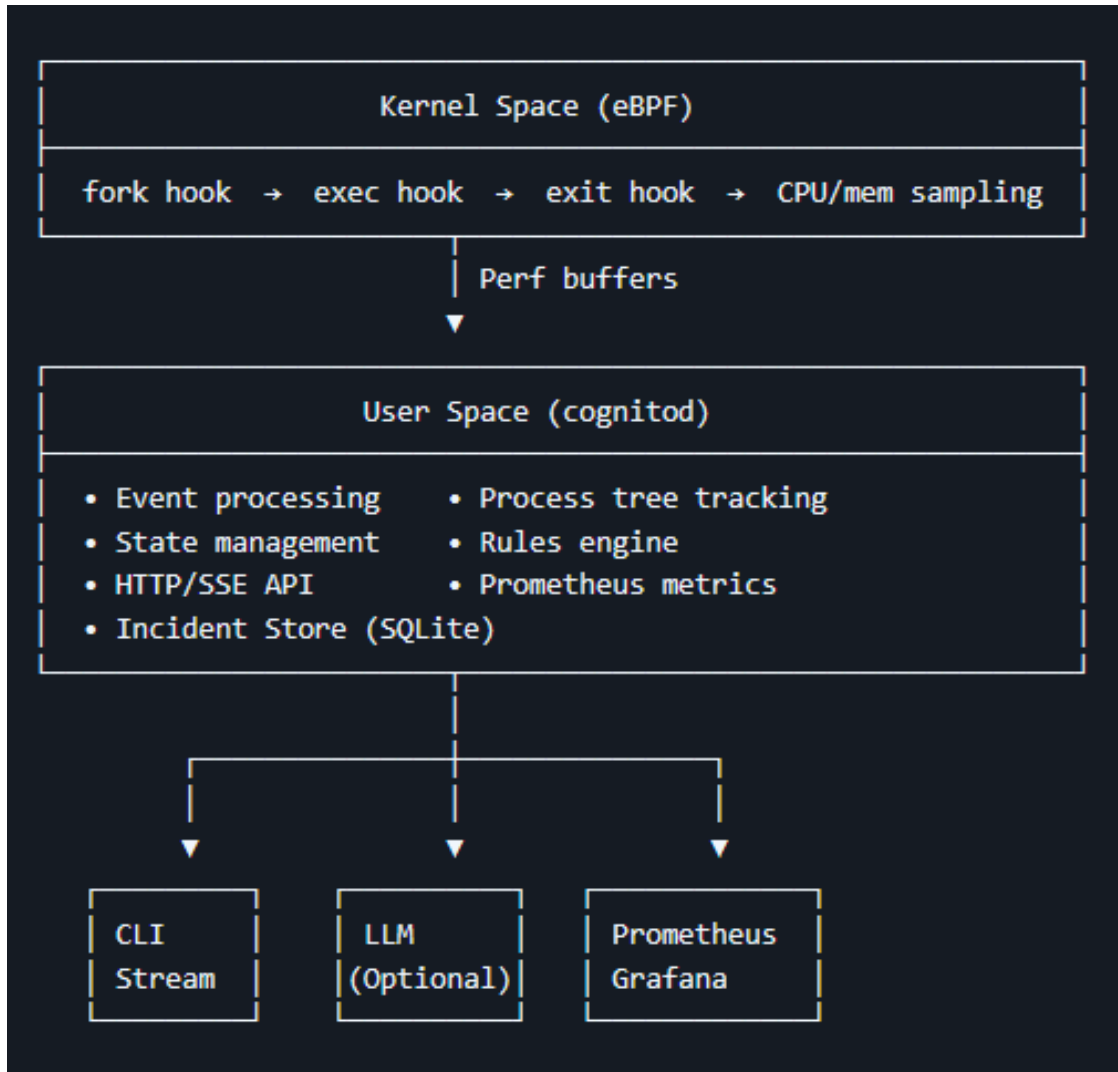 Kernel Space (eBPF)
fork hook → exec hook → exit hook → CPU/mem sampling
Perf buffers
User Space (cognitod)
• Event processing • Process tree tracking
• State management • Rules engine
• HTTP/SSE API • Prometheus metrics
• Incident Store (SQLite)
CLI LLM Prometheus
Stream (Optional) Grafana